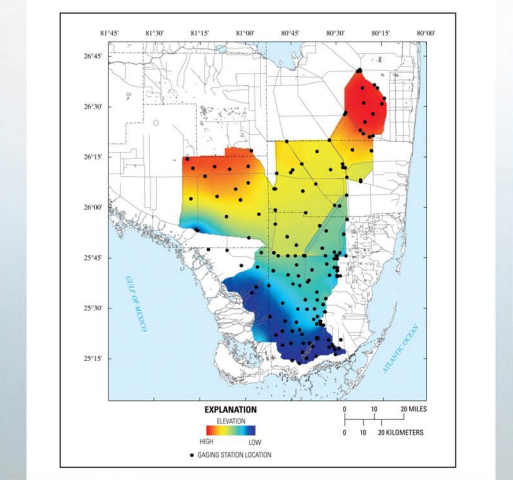 81°45' 81°30' 81°15' 81°00' 80°45' 80°30' 80°15' 80°00'
26°45'
26°30'
26°15'
26°00'
25°45'
25°30'
25°15'
GULF OF MEXICO
ATLANTIC OCEAN
EXPLANATION
ELEVATION
HIGH LOW
GAGING STATION LOCATION
0 10 20 MILES
0 10 20 KILOMETERS